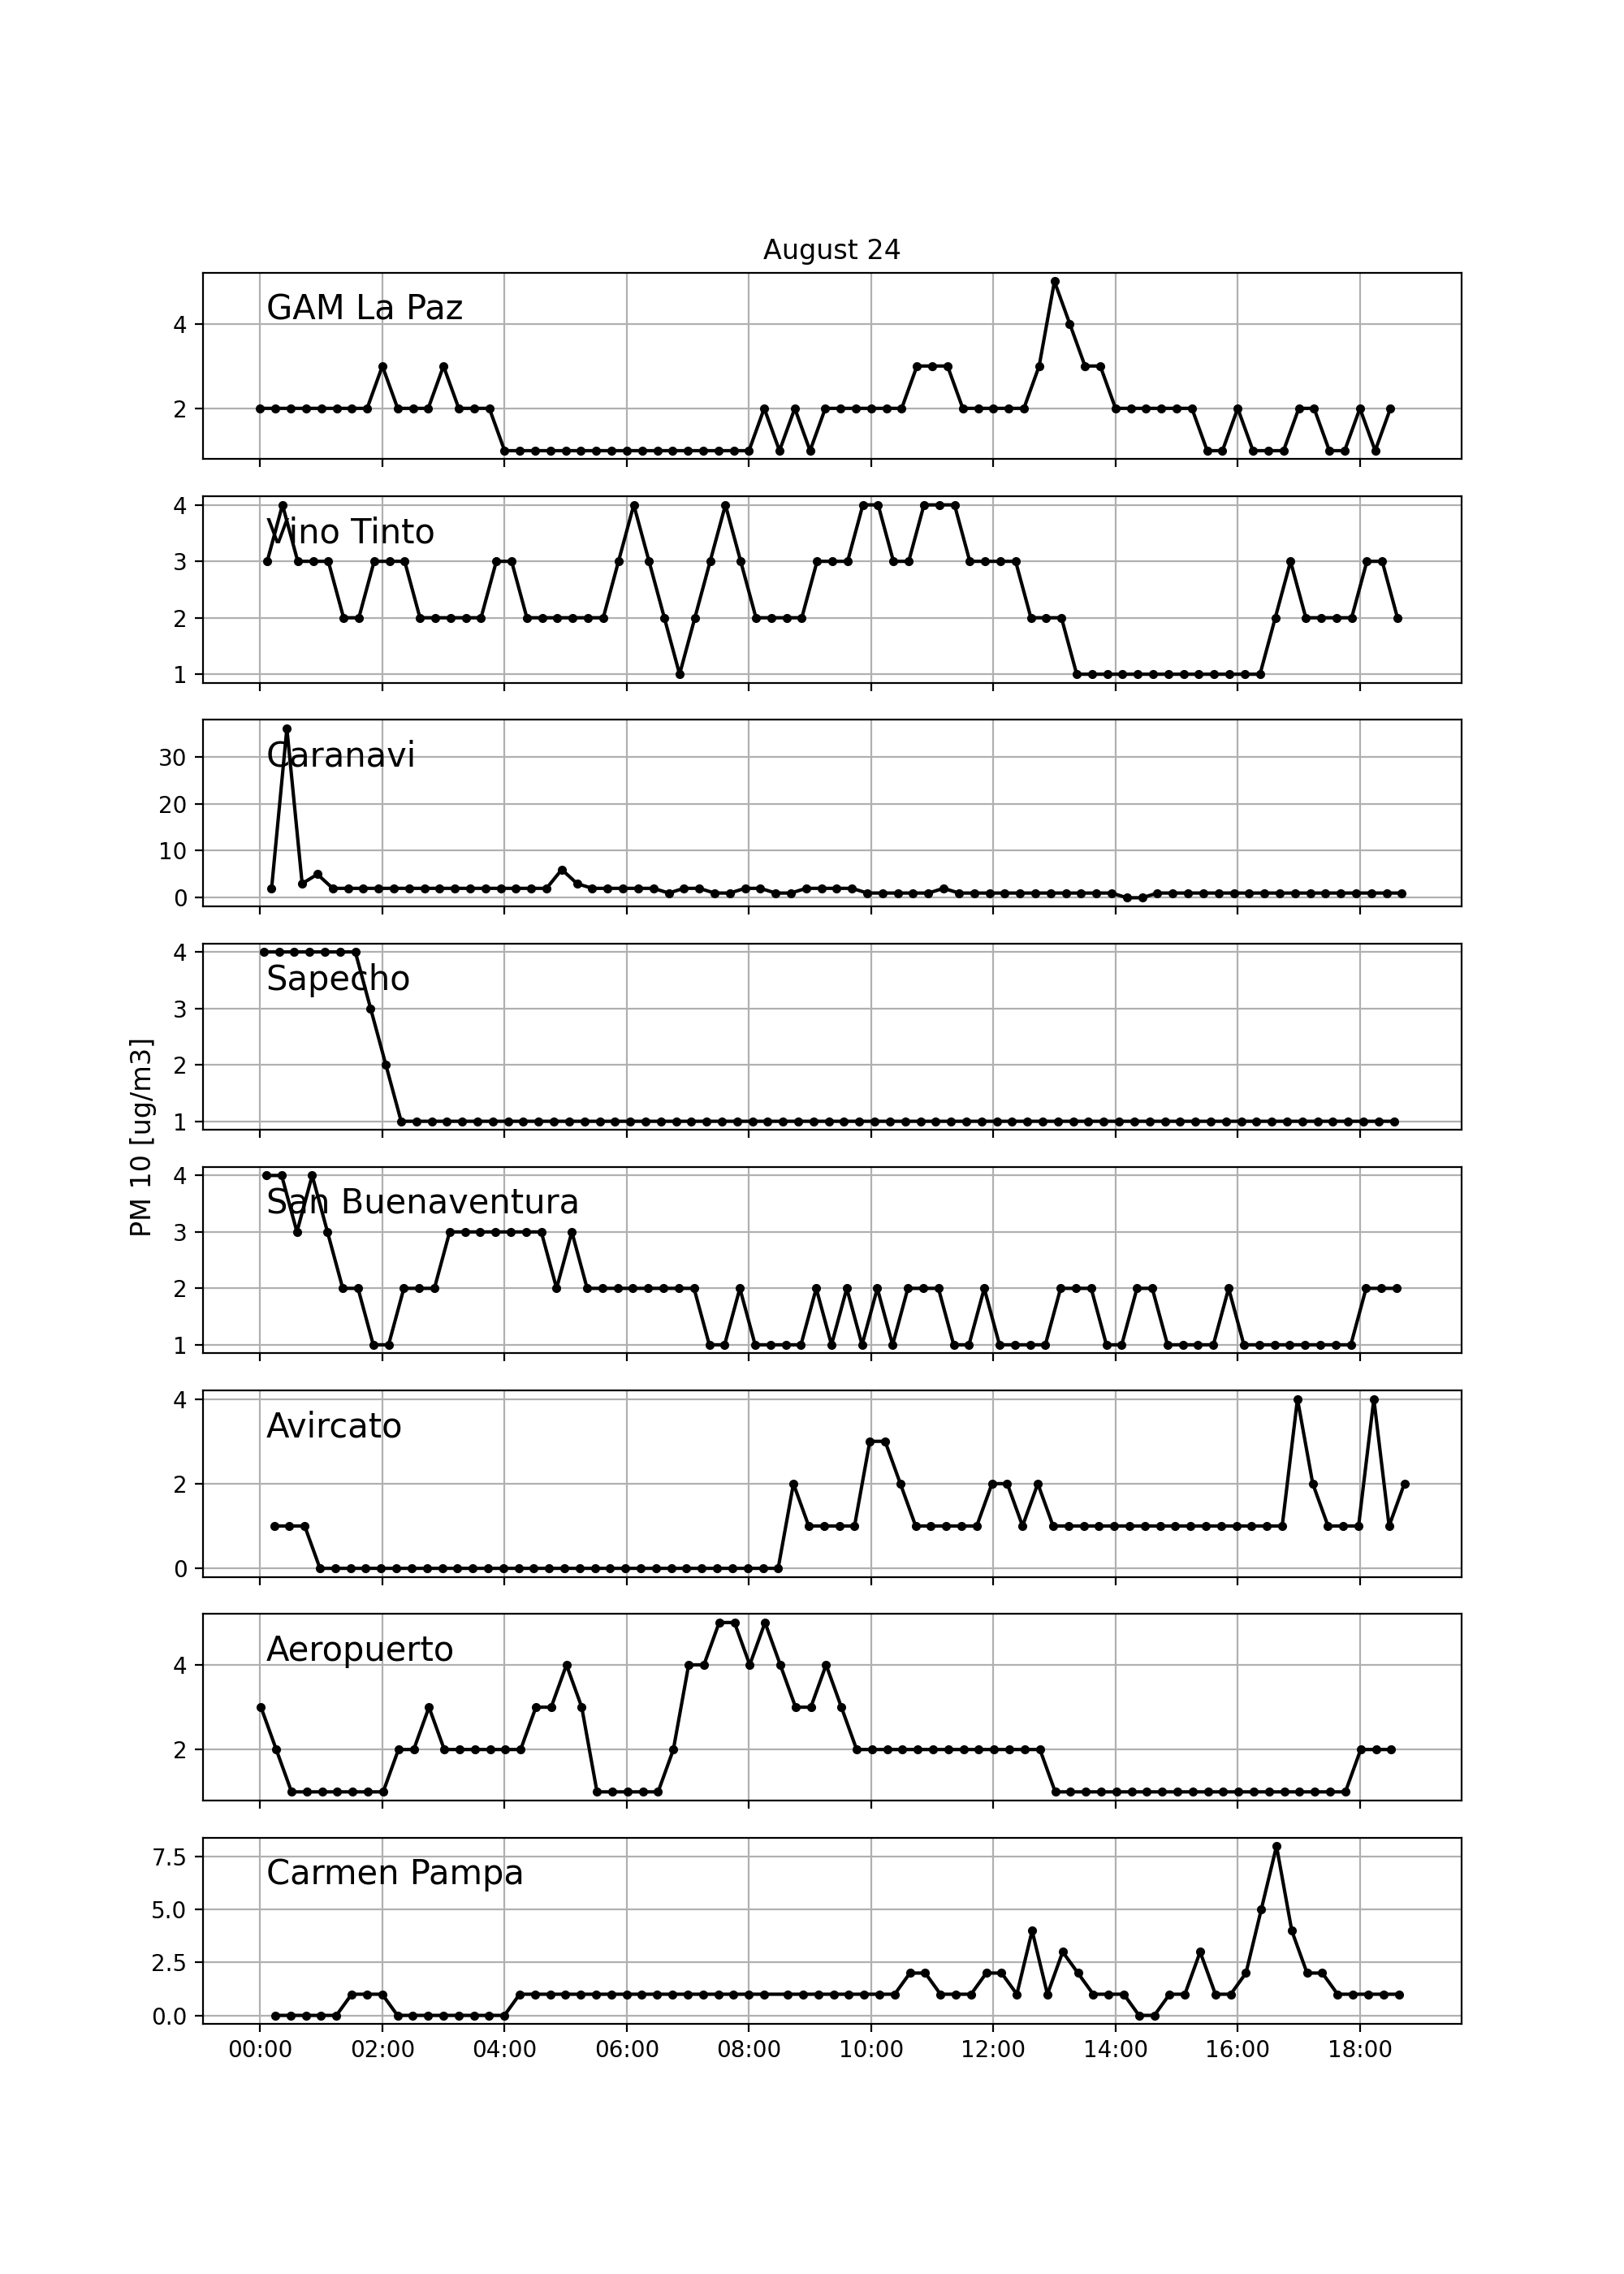 August 24
GAM La Paz
4
2
Vino Tinto
4
3
2
1
Caranavi
30
20
10
0
Sapecho
4
3
2
1
PM 10 [ug/m3]
San Buenaventura
4
3
2
1
Avircato
4
2
0
Aeropuerto
4
2
Carmen Pampa
7.5
5.0
2.5
0.0
00:00 02:00 04:00 06:00 08:00 10:00 12:00 14:00 16:00 18:00